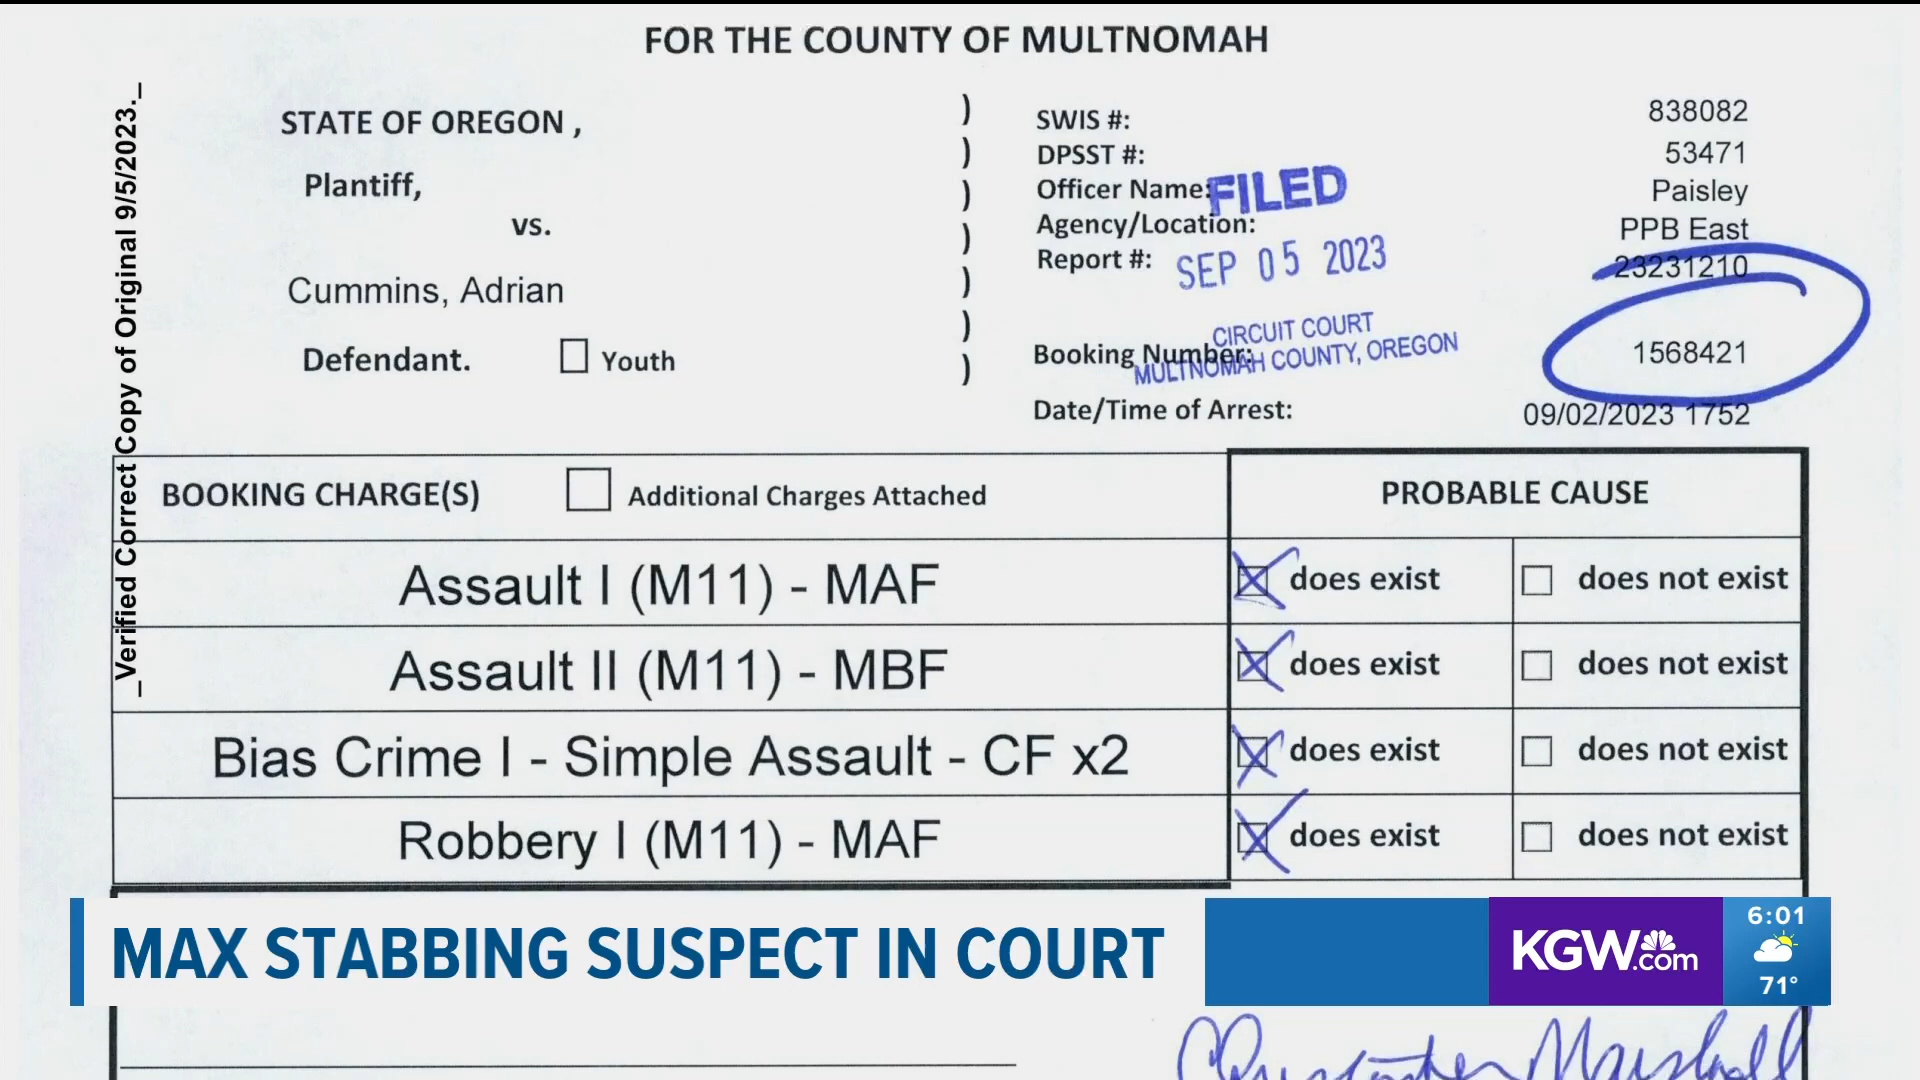 FOR THE COUNTY OF MULTNOMAH
_Verified Correct Copy of Original 9/5/2023._
STATE OF OREGON ,
Plantiff,
vs.
Cummins, Adrian
Defendant. Youth
SWIS #: 838082
DPSST #: 53471
Officer Name: Paisley
Agency/Location: PPB East
Report #: 23231210
FILED
SEP 05 2023
CIRCUIT COURT
MULTNOMAH COUNTY, OREGON
Booking Number: 1568421
Date/Time of Arrest: 09/02/2023 1752
BOOKING CHARGE(S) Additional Charges Attached PROBABLE CAUSE
Assault I (M11) - MAF does exist does not exist
Assault II (M11) - MBF does exist does not exist
Bias Crime I - Simple Assault - CF x2 does exist does not exist
Robbery I (M11) - MAF does exist does not exist
MAX STABBING SUSPECT IN COURT
KGW.com
6:01
71°
Christopher Marshall